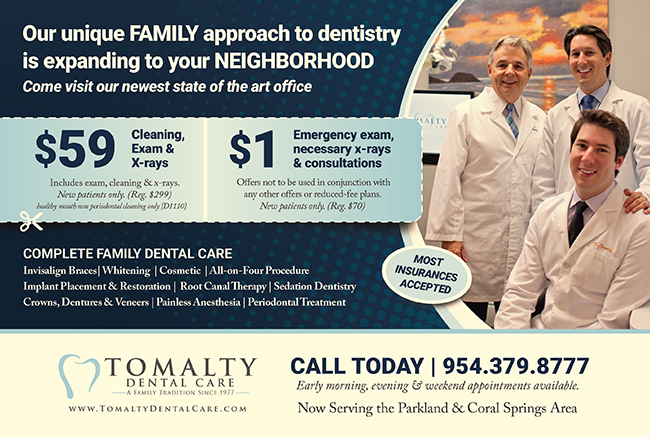 Our unique FAMILY approach to dentistry
is expanding to your NEIGHBORHOOD
Come visit our newest state of the art office
$59
Cleaning,
Exam &
X-rays
Includes exam, cleaning & x-rays.
New patients only. (Reg. $299)
healthy mouth non periodontal cleaning only (D1110)
$1
Emergency exam,
necessary x-rays
& consultations
Offers not to be used in conjunction with
any other offers or reduced-fee plans.
New patients only. (Reg. $70)
COMPLETE FAMILY DENTAL CARE
Invisalign Braces | Whitening | Cosmetic | All-on-Four Procedure
Implant Placement & Restoration | Root Canal Therapy | Sedation Dentistry
Crowns, Dentures & Veneers | Painless Anesthesia | Periodontal Treatment
MOST
INSURANCES
ACCEPTED
TOMALTY
DENTAL CARE
A FAMILY TRADITION SINCE 1977
WWW.TOMALTYDENTALCARE.COM
CALL TODAY | 954.379.8777
Early morning, evening & weekend appointments available.
Now Serving the Parkland & Coral Springs Area